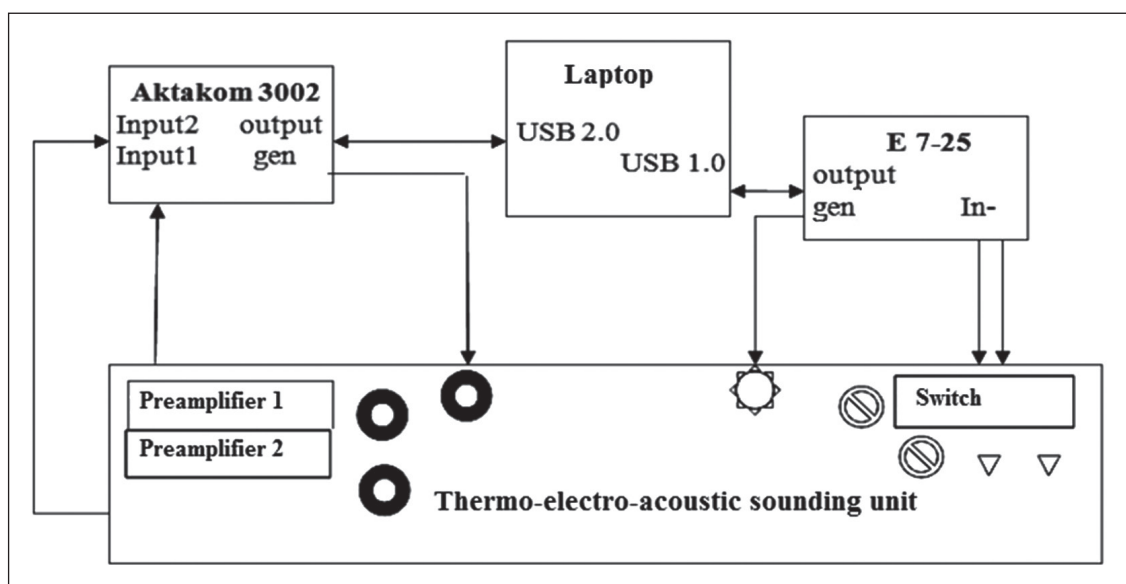 Aktakom 3002
Input2 output
Input1 gen
Laptop
USB 2.0
USB 1.0
E 7-25
output
gen In-
Preamplifier 1
Preamplifier 2
Switch
Thermo-electro-acoustic sounding unit